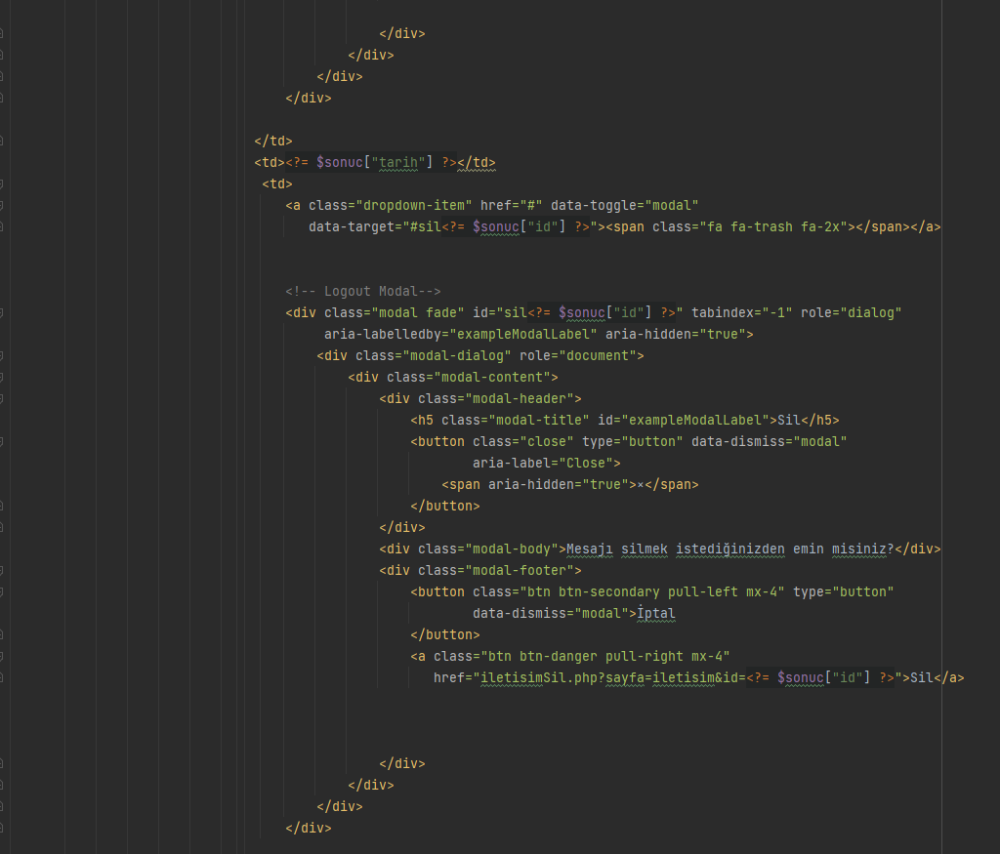 </div>
</div>
</div>
</div>
</td>
<td><?= $sonuc["tarih"] ?></td>
<td>
<a class="dropdown-item" href="#" data-toggle="modal"
data-target="#sil<?= $sonuc["id"] ?>"><span class="fa fa-trash fa-2x"></span></a>
<!-- Logout Modal-->
<div class="modal fade" id="sil<?= $sonuc["id"] ?>" tabindex="-1" role="dialog"
aria-labelledby="exampleModalLabel" aria-hidden="true">
<div class="modal-dialog" role="document">
<div class="modal-content">
<div class="modal-header">
<h5 class="modal-title" id="exampleModalLabel">Sil</h5>
<button class="close" type="button" data-dismiss="modal"
aria-label="Close">
<span aria-hidden="true">×</span>
</button>
</div>
<div class="modal-body">Mesajı silmek istediğinizden emin misiniz?</div>
<div class="modal-footer">
<button class="btn btn-secondary pull-left mx-4" type="button"
data-dismiss="modal">İptal
</button>
<a class="btn btn-danger pull-right mx-4"
href="iletisimSil.php?sayfa=iletisim&id=<?= $sonuc["id"] ?>">Sil</a>
</div>
</div>
</div>
</div>